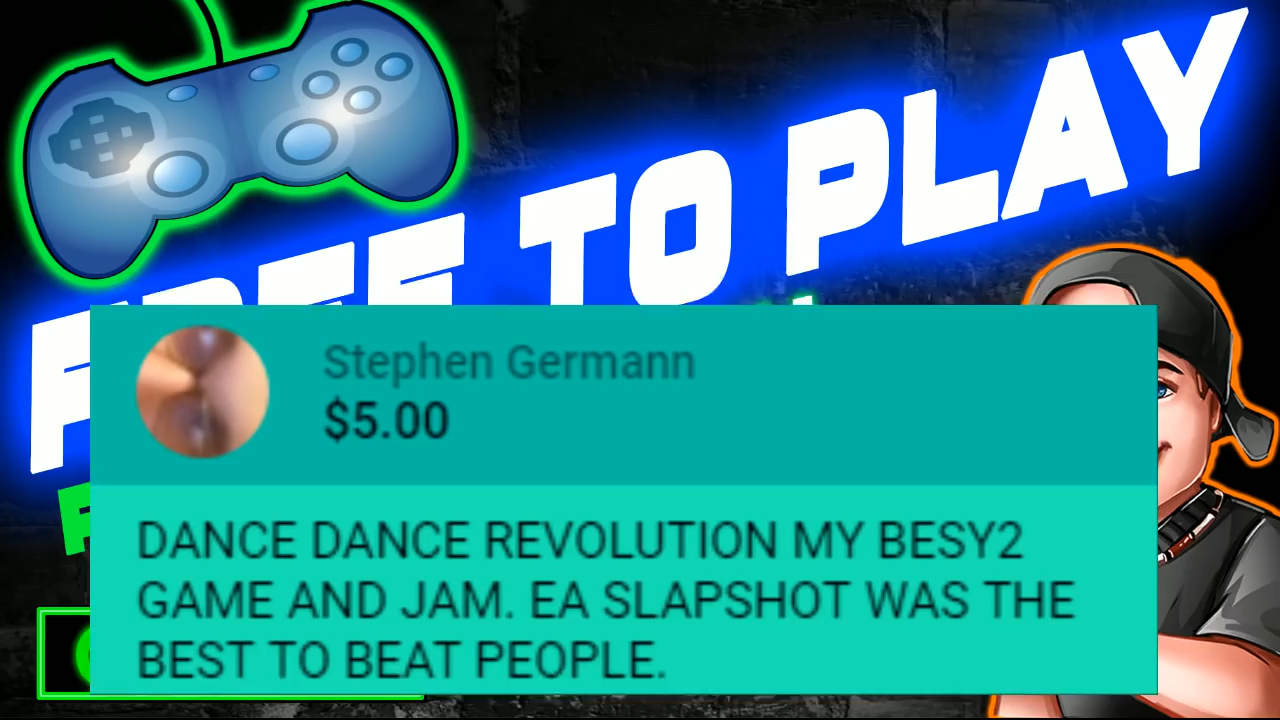 FREE TO PLAY
Stephen Germann
$5.00
DANCE DANCE REVOLUTION MY BESY2
GAME AND JAM. EA SLAPSHOT WAS THE
BEST TO BEAT PEOPLE.